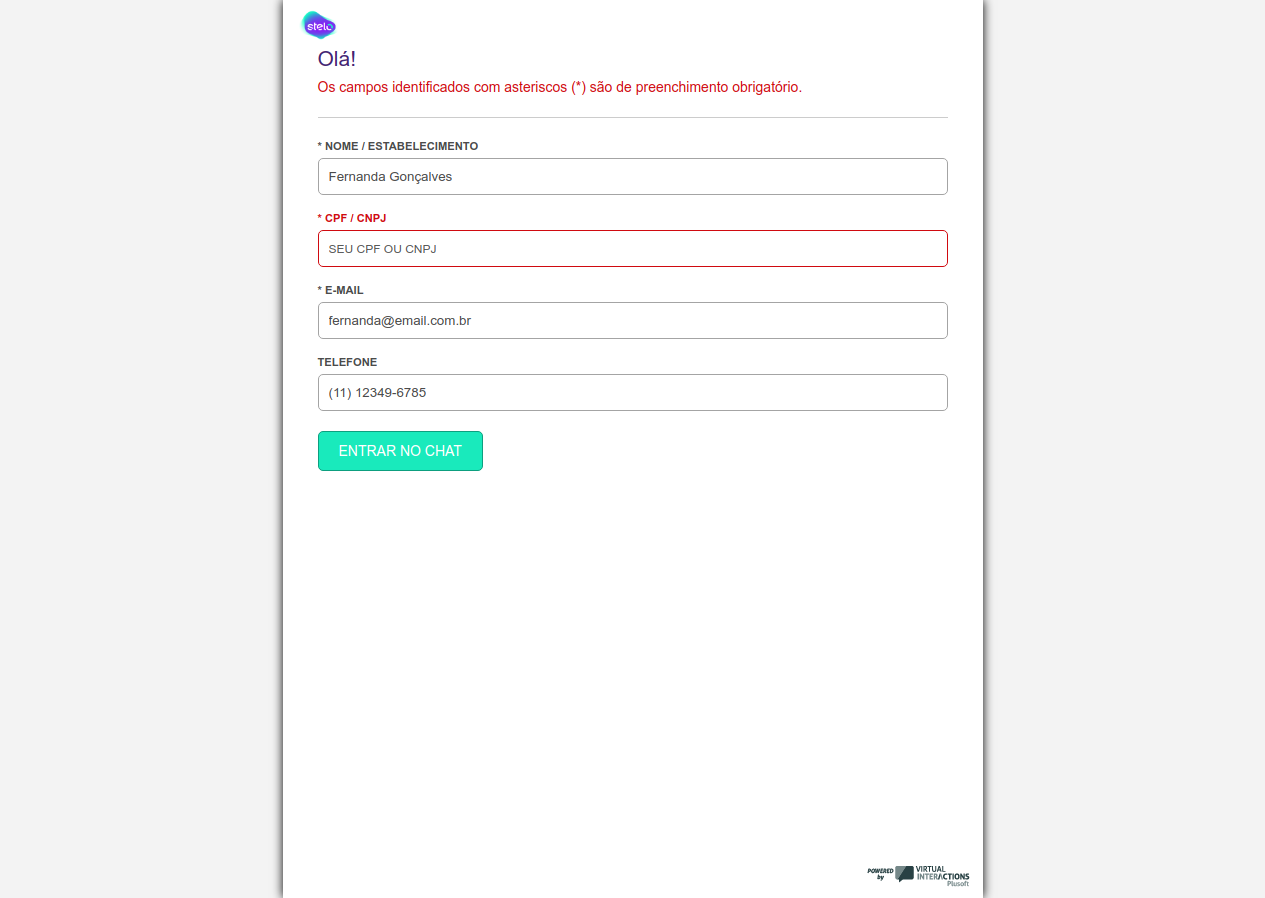 stelo
Olá!
Os campos identificados com asteriscos (*) são de preenchimento obrigatório.
* NOME / ESTABELECIMENTO
Fernanda Gonçalves
* CPF / CNPJ
SEU CPF OU CNPJ
* E-MAIL
fernanda@email.com.br
TELEFONE
(11) 12349-6785
ENTRAR NO CHAT
POWERED by VIRTUAL INTERACTIONS
Plusoft